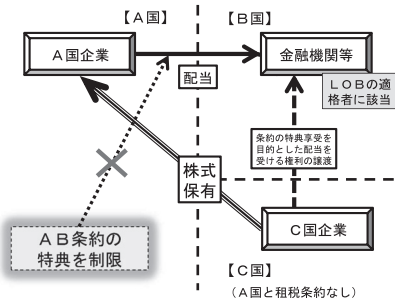 【A国】
【B国】
A国企業
金融機関等
配当
LOBの適
格者に該当
条約の特典享受を
目的とした配当を
受ける権利の譲渡
株式
保有
AB条約の
特典を制限
C国企業
【C国】
(A国と租税条約なし)